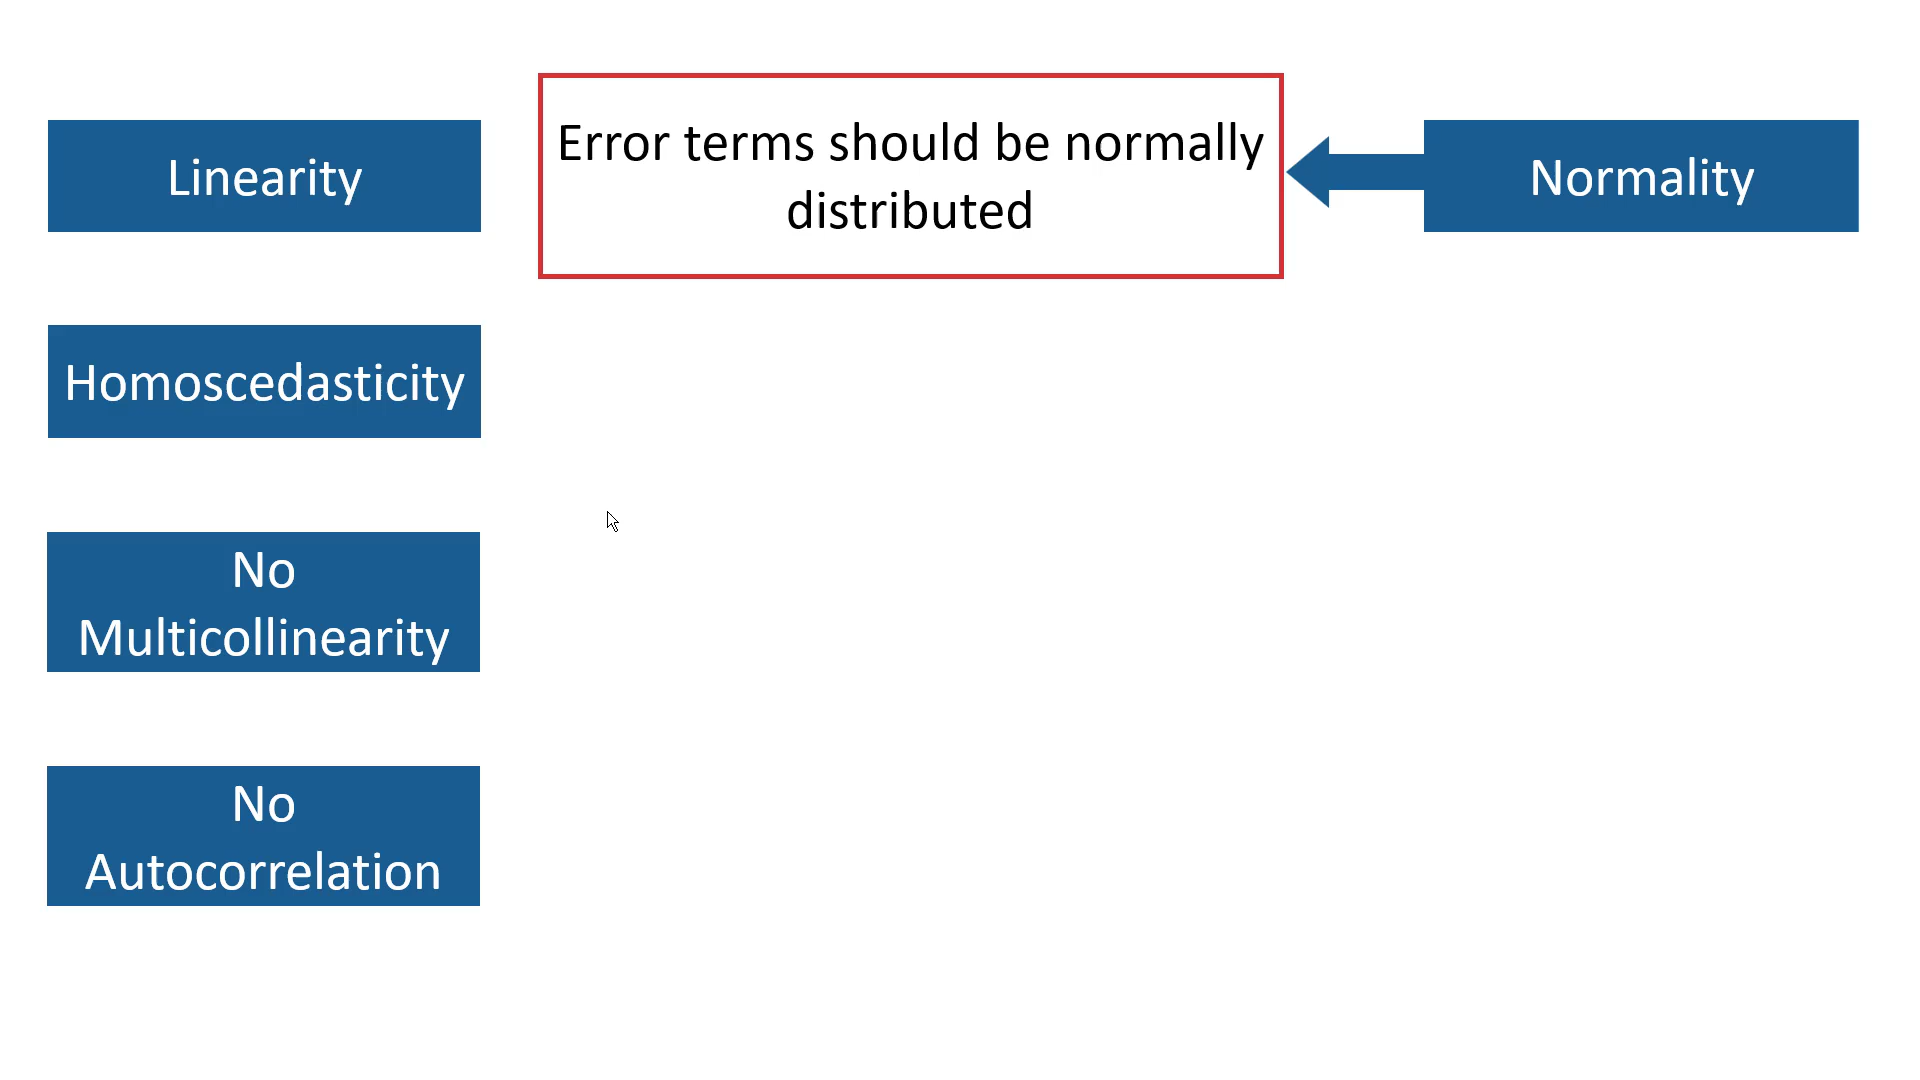 Linearity
Error terms should be normally
distributed
Normality
Homoscedasticity
No
Multicollinearity
No
Autocorrelation